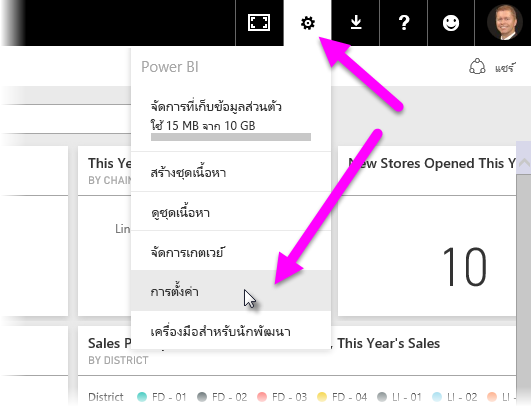 Power BI
แชร์
จัดการที่เก็บข้อมูลส่วนตัว
ใช้ 15 MB จาก 10 GB
สร้างชุดเนื้อหา
ดูชุดเนื้อหา
จัดการเกตเวย์
การตั้งค่า
เครื่องมือสำหรับนักพัฒนา
This Ye
BY CHAIN
Lin
New Stores Opened This Y
10
Sales P
, This Year's Sales
BY DISTRICT
District FD - 01 FD - 02 FD - 03 FD - 04 LI - 01 LI - 02 LI -